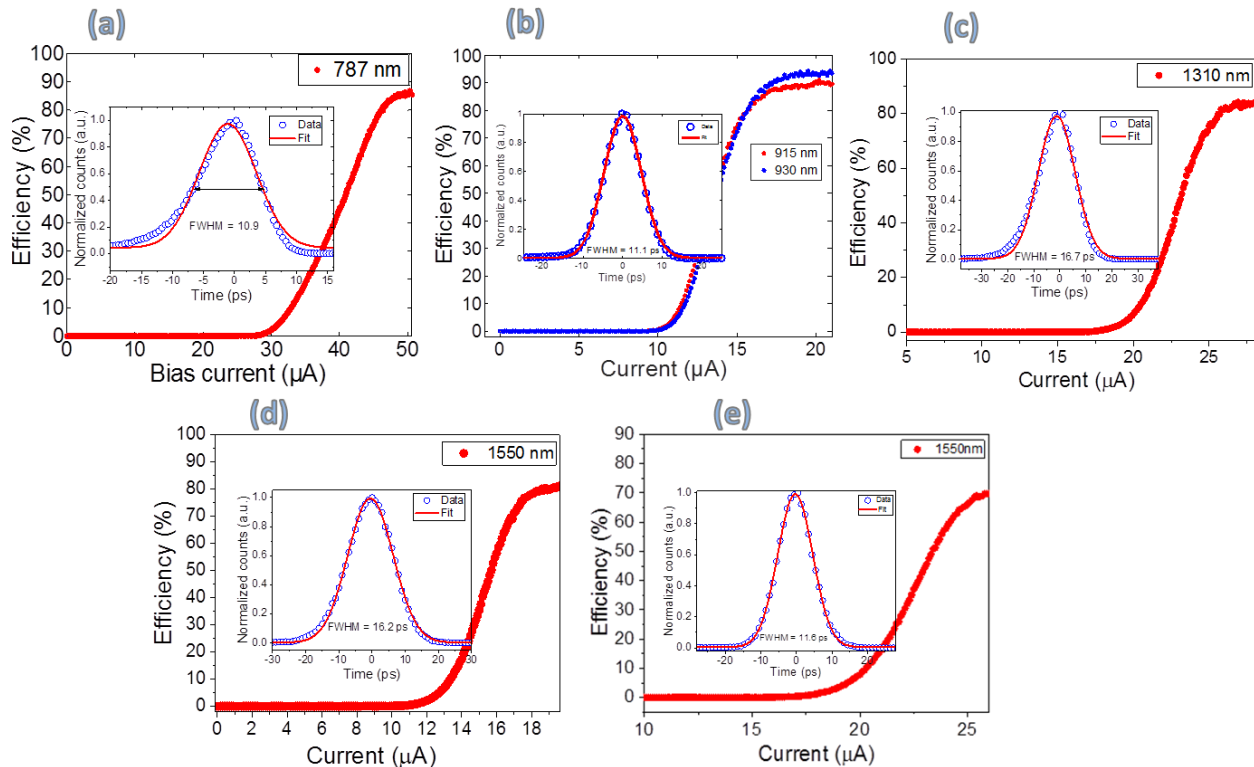 (a)
787 nm
Efficiency (%)
100
90
80
70
60
50
40
30
20
10
0
0 10 20 30 40 50
Bias current (µA)
Normalized counts (a.u.)
1.0
0.8
0.6
0.4
0.2
0.0
Data
Fit
FWHM = 10.9
-20 -15 -10 -5 0 5 10 15
Time (ps)
(b)
Efficiency (%)
100
90
80
70
60
50
40
30
20
10
0
915 nm
930 nm
0 5 10 15 20
Current (µA)
Normalized counts (a.u.)
1.0
0.8
0.6
0.4
0.2
0.0
Data
Fit
FWHM = 11.1 ps
-20 -10 0 10 20
Time (ps)
(c)
1310 nm
Efficiency (%)
100
90
80
70
60
50
40
30
20
10
0
5 10 15 20 25
Current (µA)
Normalized counts (a.u.)
1.0
0.8
0.6
0.4
0.2
0.0
Data
Fit
FWHM = 16.7 ps
-30 -20 -10 0 10 20 30
Time (ps)
(d)
1550 nm
Efficiency (%)
100
90
80
70
60
50
40
30
20
10
0
0 2 4 6 8 10 12 14 16 18
Current (µA)
Normalized counts (a.u.)
1.0
0.8
0.6
0.4
0.2
0.0
Data
Fit
FWHM = 16.2 ps
-30 -20 -10 0 10 20 30
Time (ps)
(e)
1550nm
Efficiency (%)
90
80
70
60
50
40
30
20
10
0
10 15 20 25
Current (µA)
Normalized counts (a.u.)
1.0
0.8
0.6
0.4
0.2
0.0
Data
Fit
FWHM = 11.6 ps
-20 -10 0 10 20
Time (ps)